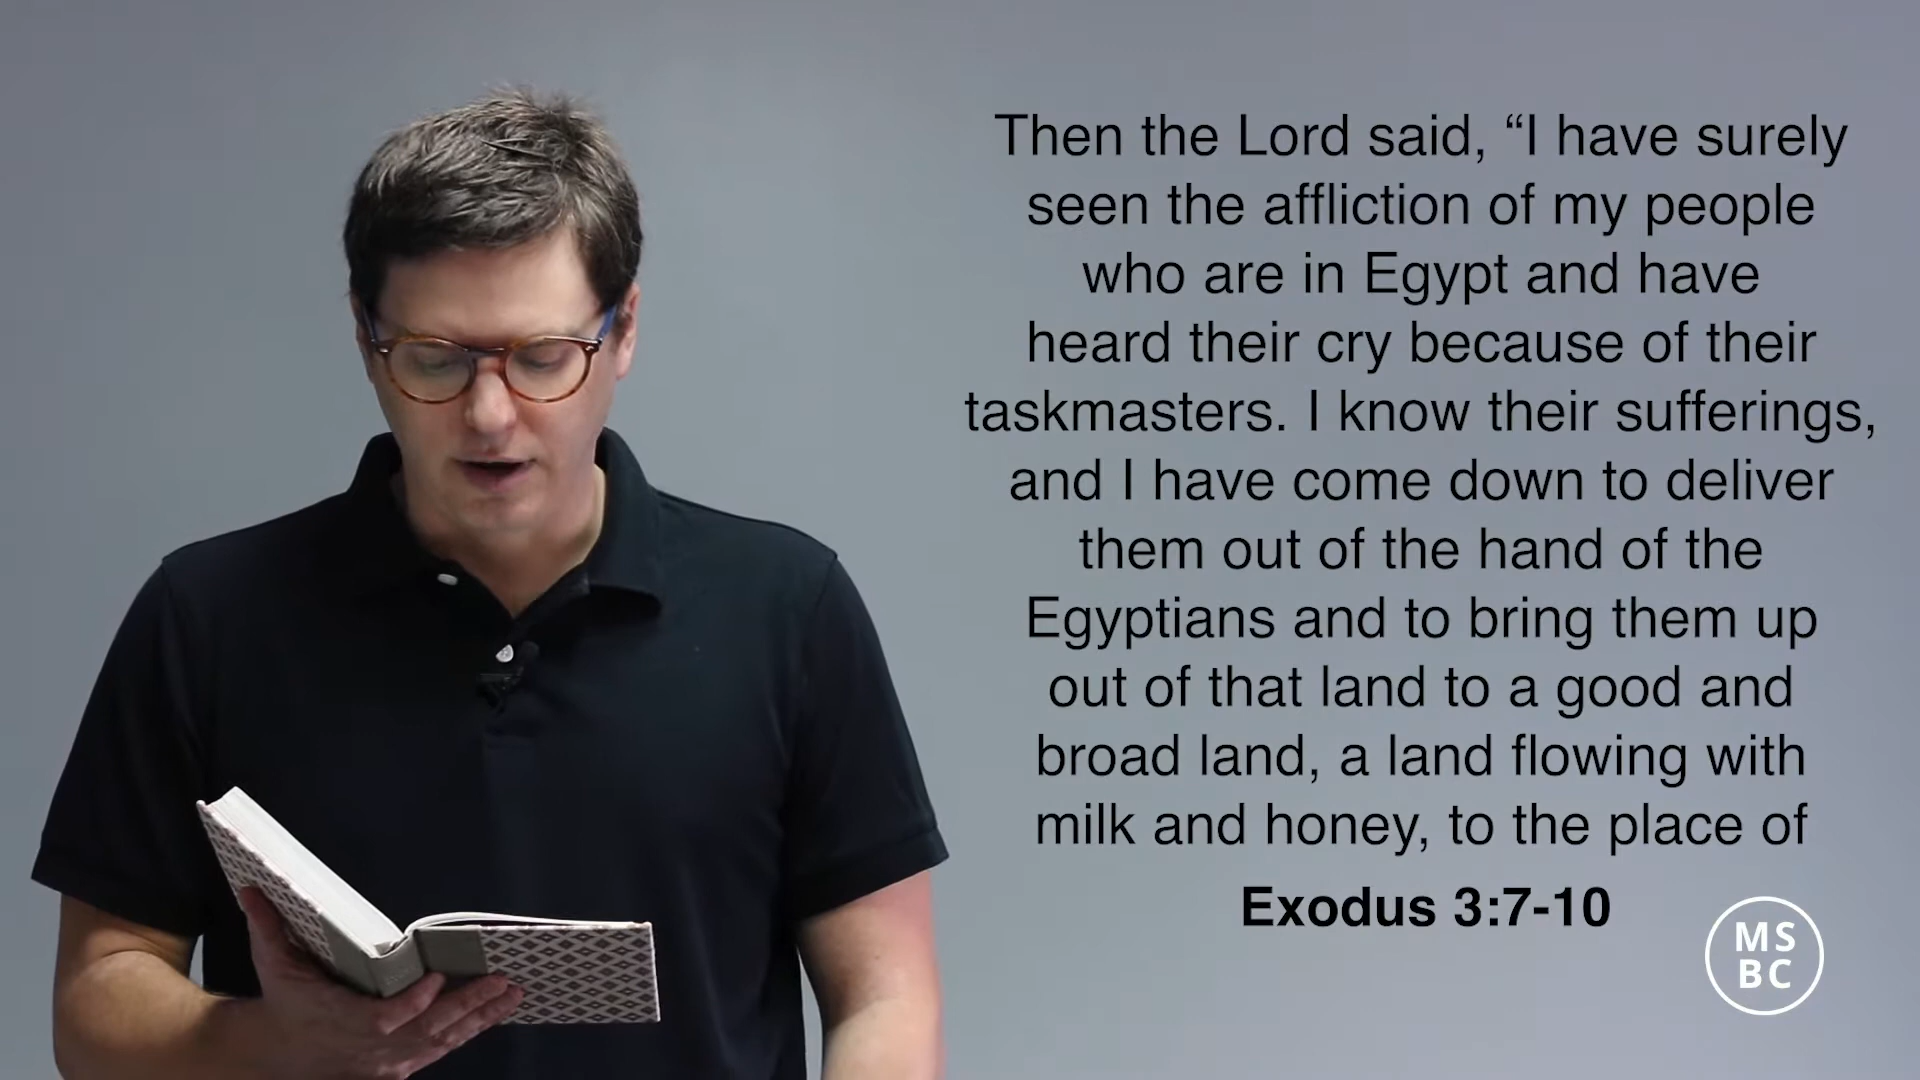 Then the Lord said, “I have surely
seen the affliction of my people
who are in Egypt and have
heard their cry because of their
taskmasters. I know their sufferings,
and I have come down to deliver
them out of the hand of the
Egyptians and to bring them up
out of that land to a good and
broad land, a land flowing with
milk and honey, to the place of
Exodus 3:7-10
MS
BC